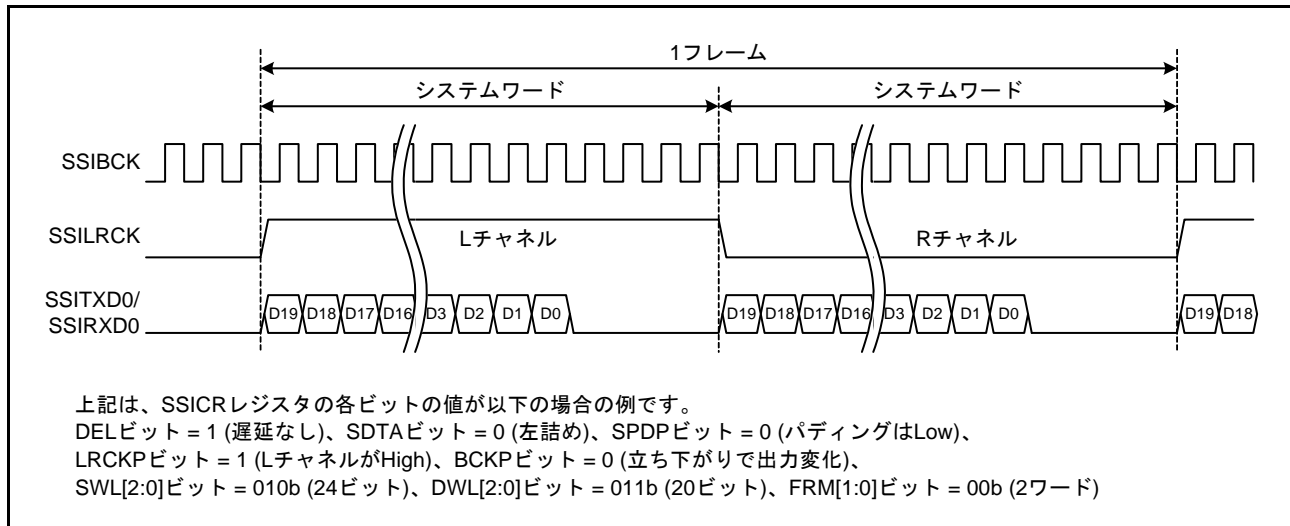 1フレーム
システムワード システムワード
SSIBCK
SSILRCK Lチャネル Rチャネル
SSITXD0/
SSIRXD0
D19 D18 D17 D16 D3 D2 D1 D0 D19 D18 D17 D16 D3 D2 D1 D0 D19 D18
上記は、SSICRレジスタの各ビットの値が以下の場合の例です。
DELビット = 1 (遅延なし)、SDTAビット = 0 (左詰め)、SPDPビット = 0 (パディングはLow)、
LRCKPビット = 1 (LチャネルがHigh)、BCKPビット = 0 (立ち下がりで出力変化)、
SWL[2:0]ビット = 010b (24ビット)、DWL[2:0]ビット = 011b (20ビット)、FRM[1:0]ビット = 00b (2ワード)